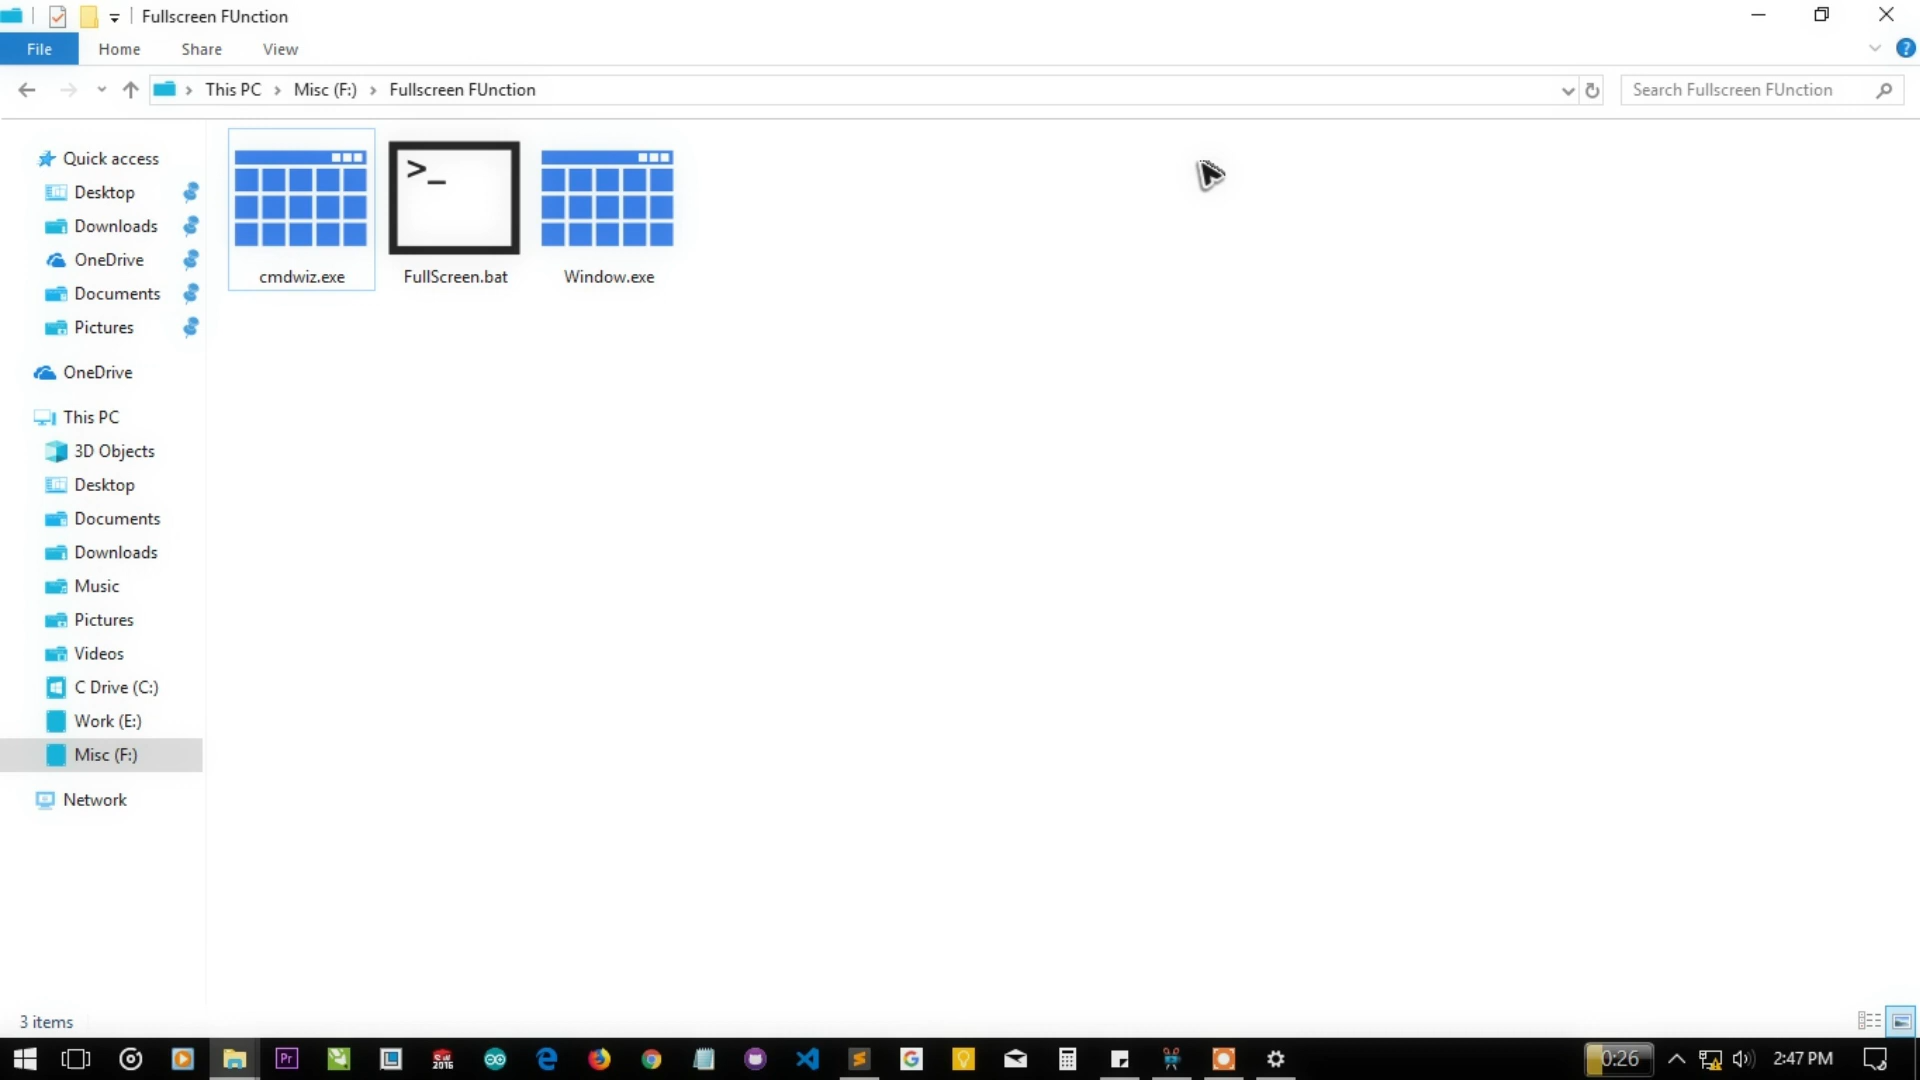 Fullscreen FUnction
File Home Share View
This PC Misc (F:) Fullscreen FUnction Search Fullscreen FUnction
Quick access
Desktop
Downloads
OneDrive
Documents
Pictures
OneDrive
This PC
3D Objects
Desktop
Documents
Downloads
Music
Pictures
Videos
C Drive (C:)
Work (E:)
Misc (F:)
Network
>_
cmdwiz.exe FullScreen.bat Window.exe
3 items
Pr
2016
0:26
2:47 PM